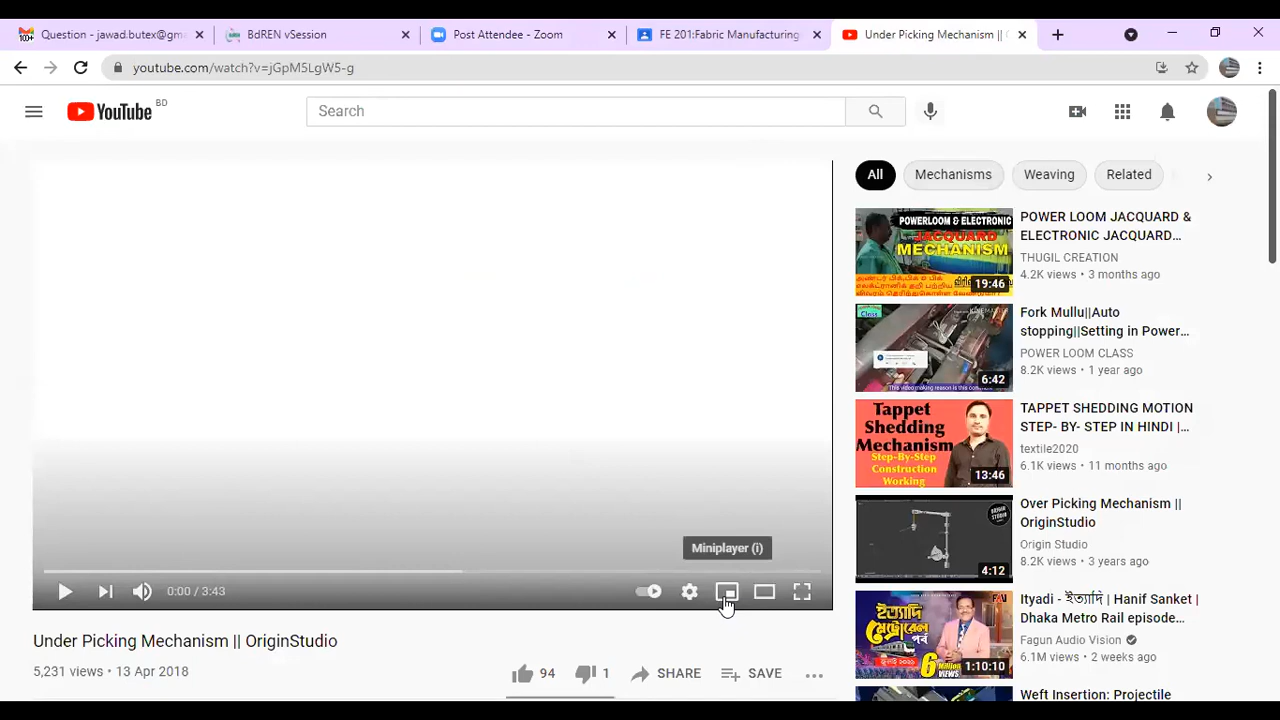 Question - jawad.butex@gm
BdREN vSession
Post Attendee - Zoom
FE 201:Fabric Manufacturing
Under Picking Mechanism ||
youtube.com/watch?v=jGpM5LgW5-g
YouTube BD
Search
All
Mechanisms
Weaving
Related
POWERLOOM & ELECTRONIC
JACQUARD
MECHANISM
19:46
POWER LOOM JACQUARD &
ELECTRONIC JACQUARD...
THUGIL CREATION
4.2K views • 3 months ago
Class
6:42
Fork Mullu||Auto
stopping||Setting in Power...
POWER LOOM CLASS
8.2K views • 1 year ago
Tappet
Shedding
Mechanism
Step-By-Step
Construction
Working
13:46
TAPPET SHEDDING MOTION
STEP- BY- STEP IN HINDI |...
textile2020
6.1K views • 11 months ago
4:12
Over Picking Mechanism ||
OriginStudio
Origin Studio
8.2K views • 3 years ago
ইত্যাদি
মেট্রোরেল
পর্ব
1:10:10
Ityadi - ইত্যাদি | Hanif Sanket |
Dhaka Metro Rail episode...
Fagun Audio Vision
6.1M views • 2 weeks ago
Weft Insertion: Projectile
Miniplayer (i)
0:00 / 3:43
Under Picking Mechanism || OriginStudio
5,231 views • 13 Apr 2018
94
1
SHARE
SAVE